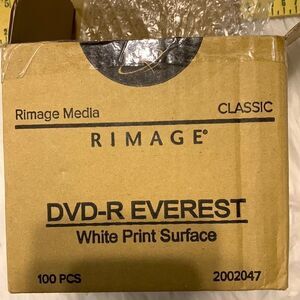 Rimage Media CLASSIC
RIMAGE®
DVD-R EVEREST
White Print Surface
100 PCS 2002047